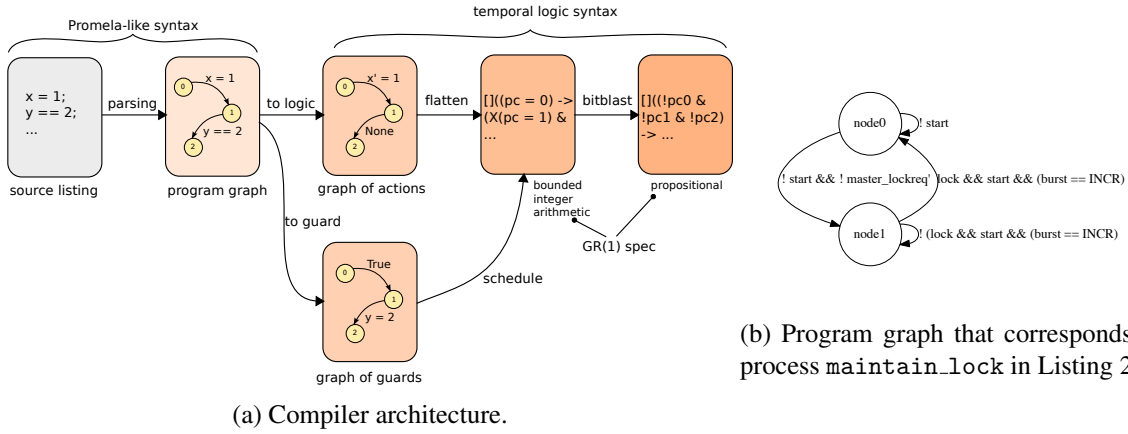 Promela-like syntax
temporal logic syntax
x = 1;
y == 2;
...
source listing
parsing
0
x = 1
1
y == 2
2
program graph
to logic
0
x' = 1
1
None
2
graph of actions
flatten
[]((pc = 0) ->
(X(pc = 1) &
...
bounded
integer
arithmetic
bitblast
[]((!pc0 &
!pc1 & !pc2)
-> ...
propositional
GR(1) spec
to guard
0
True
1
y = 2
2
graph of guards
schedule
(a) Compiler architecture.
node0
! start
! start && ! master_lockreq'
lock && start && (burst == INCR)
node1
! (lock && start && (burst == INCR)
(b) Program graph that corresponds
process maintain_lock in Listing 2